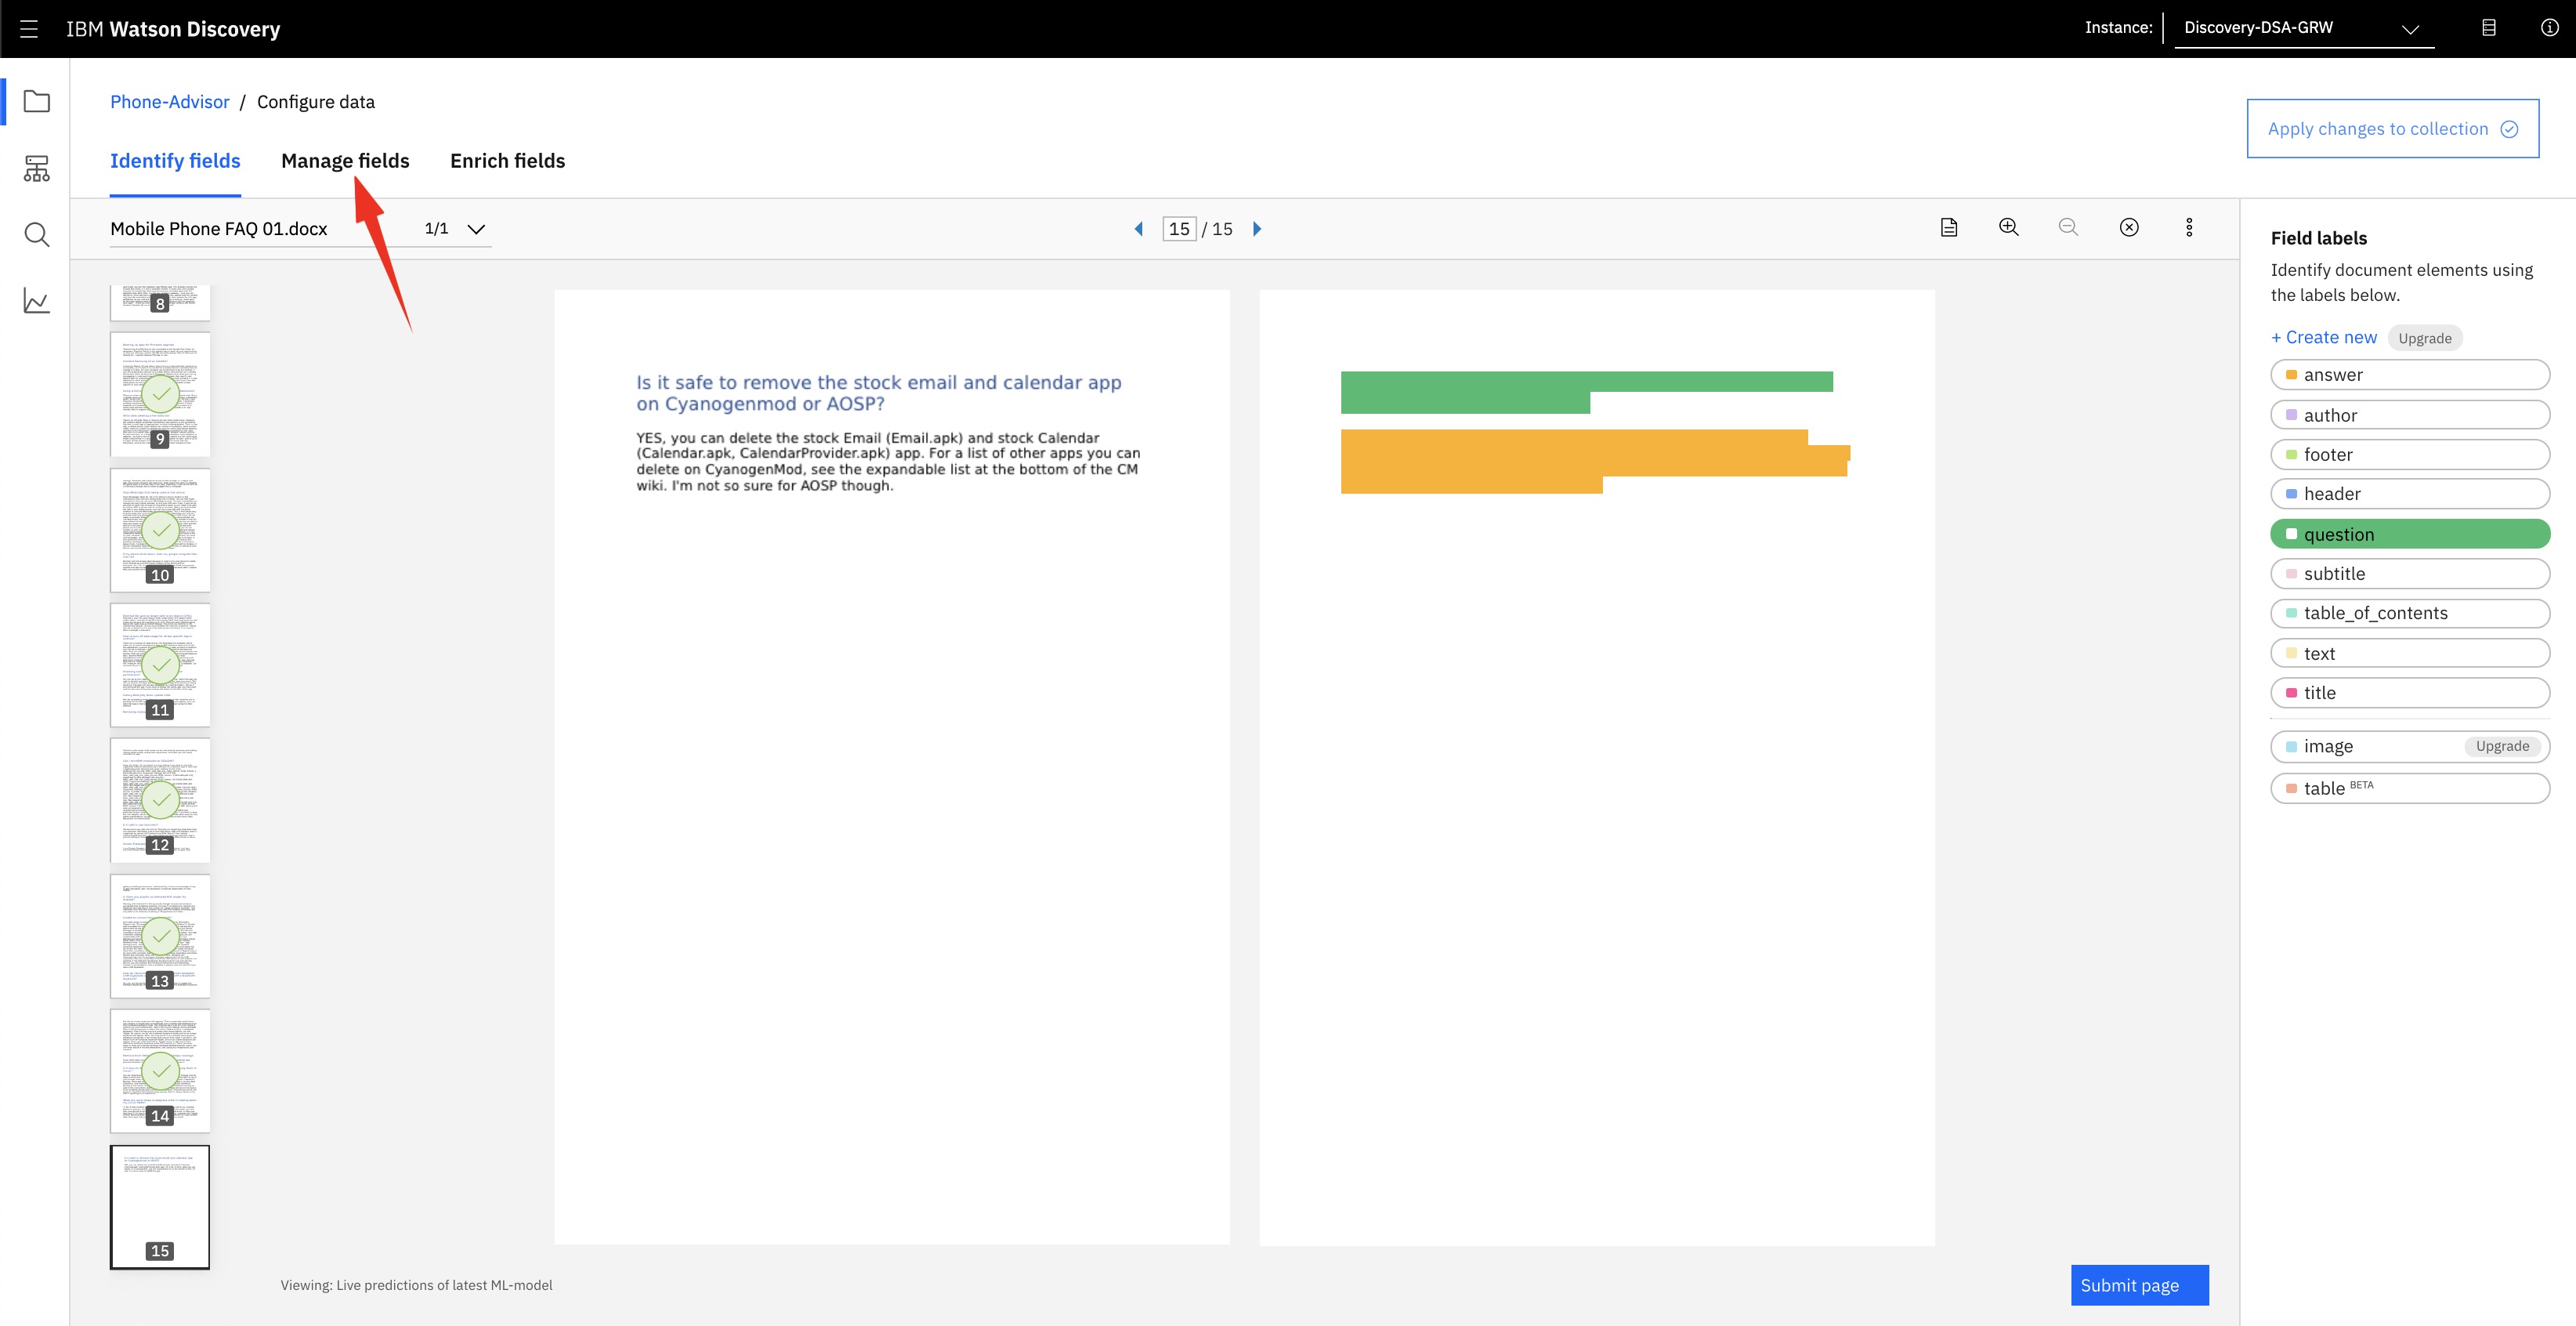 IBM Watson Discovery
Instance: Discovery-DSA-GRW
Phone-Advisor / Configure data
Apply changes to collection
Identify fields Manage fields Enrich fields
Mobile Phone FAQ 01.docx 1/1
15 / 15
8
9
10
11
12
13
14
15
Is it safe to remove the stock email and calendar app
on Cyanogenmod or AOSP?
YES, you can delete the stock Email (Email.apk) and stock Calendar
(Calendar.apk, CalendarProvider.apk) app. For a list of other apps you can
delete on CyanogenMod, see the expandable list at the bottom of the CM
wiki. I'm not so sure for AOSP though.
Viewing: Live predictions of latest ML-model
Submit page
Field labels
Identify document elements using
the labels below.
+ Create new Upgrade
answer
author
footer
header
question
subtitle
table_of_contents
text
title
image Upgrade
table BETA